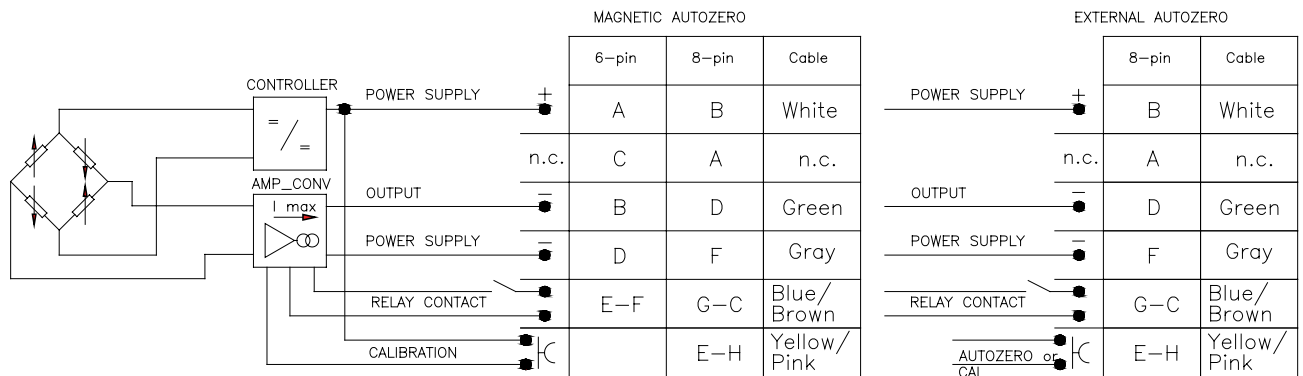 MAGNETIC AUTOZERO
EXTERNAL AUTOZERO
6-pin 8-pin Cable
8-pin Cable
CONTROLLER
= / =
POWER SUPPLY + A B White
POWER SUPPLY + B White
n.c. C A n.c.
n.c. A n.c.
AMP_CONV
I max
OUTPUT – B D Green
OUTPUT – D Green
POWER SUPPLY – D F Gray
POWER SUPPLY – F Gray
RELAY CONTACT E-F G-C Blue/
Brown
RELAY CONTACT G-C Blue/
Brown
CALIBRATION E-H Yellow/
Pink
AUTOZERO or
CAL
E-H Yellow/
Pink